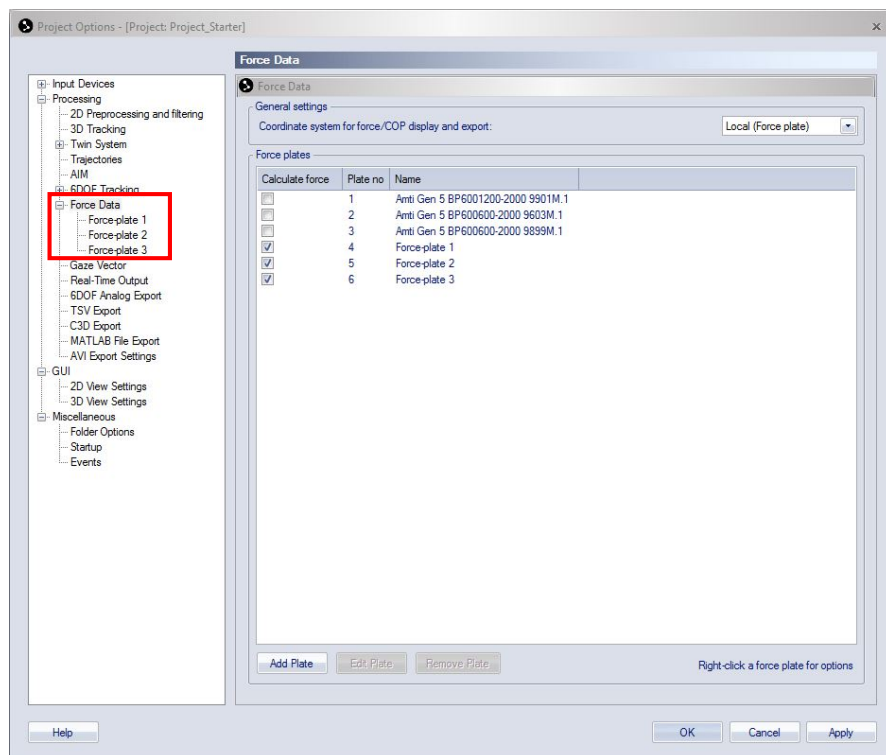 Project Options - [Project: Project_Starter]
Force Data
Input Devices
Processing
2D Preprocessing and filtering
3D Tracking
Twin System
Trajectories
AIM
6DOF Tracking
Force Data
Force-plate 1
Force-plate 2
Force-plate 3
Gaze Vector
Real-Time Output
6DOF Analog Export
TSV Export
C3D Export
MATLAB File Export
AVI Export Settings
GUI
2D View Settings
3D View Settings
Miscellaneous
Folder Options
Startup
Events
Force Data
General settings
Coordinate system for force/COP display and export: Local (Force plate)
Force plates
Calculate force Plate no Name
1 Amti Gen 5 BP6001200-2000 9901M.1
2 Amti Gen 5 BP600600-2000 9603M.1
3 Amti Gen 5 BP600600-2000 9899M.1
4 Force-plate 1
5 Force-plate 2
6 Force-plate 3
Add Plate Edit Plate Remove Plate Right-click a force plate for options
Help OK Cancel Apply